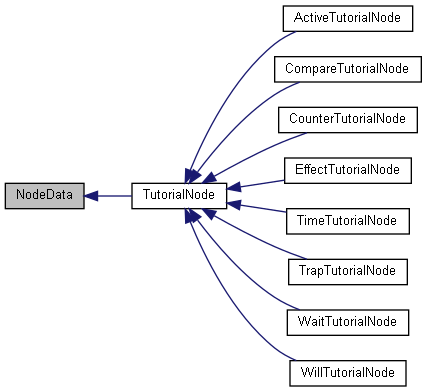 ActiveTutorialNode
CompareTutorialNode
CounterTutorialNode
EffectTutorialNode
NodeData
TutorialNode
TimeTutorialNode
TrapTutorialNode
WaitTutorialNode
WillTutorialNode